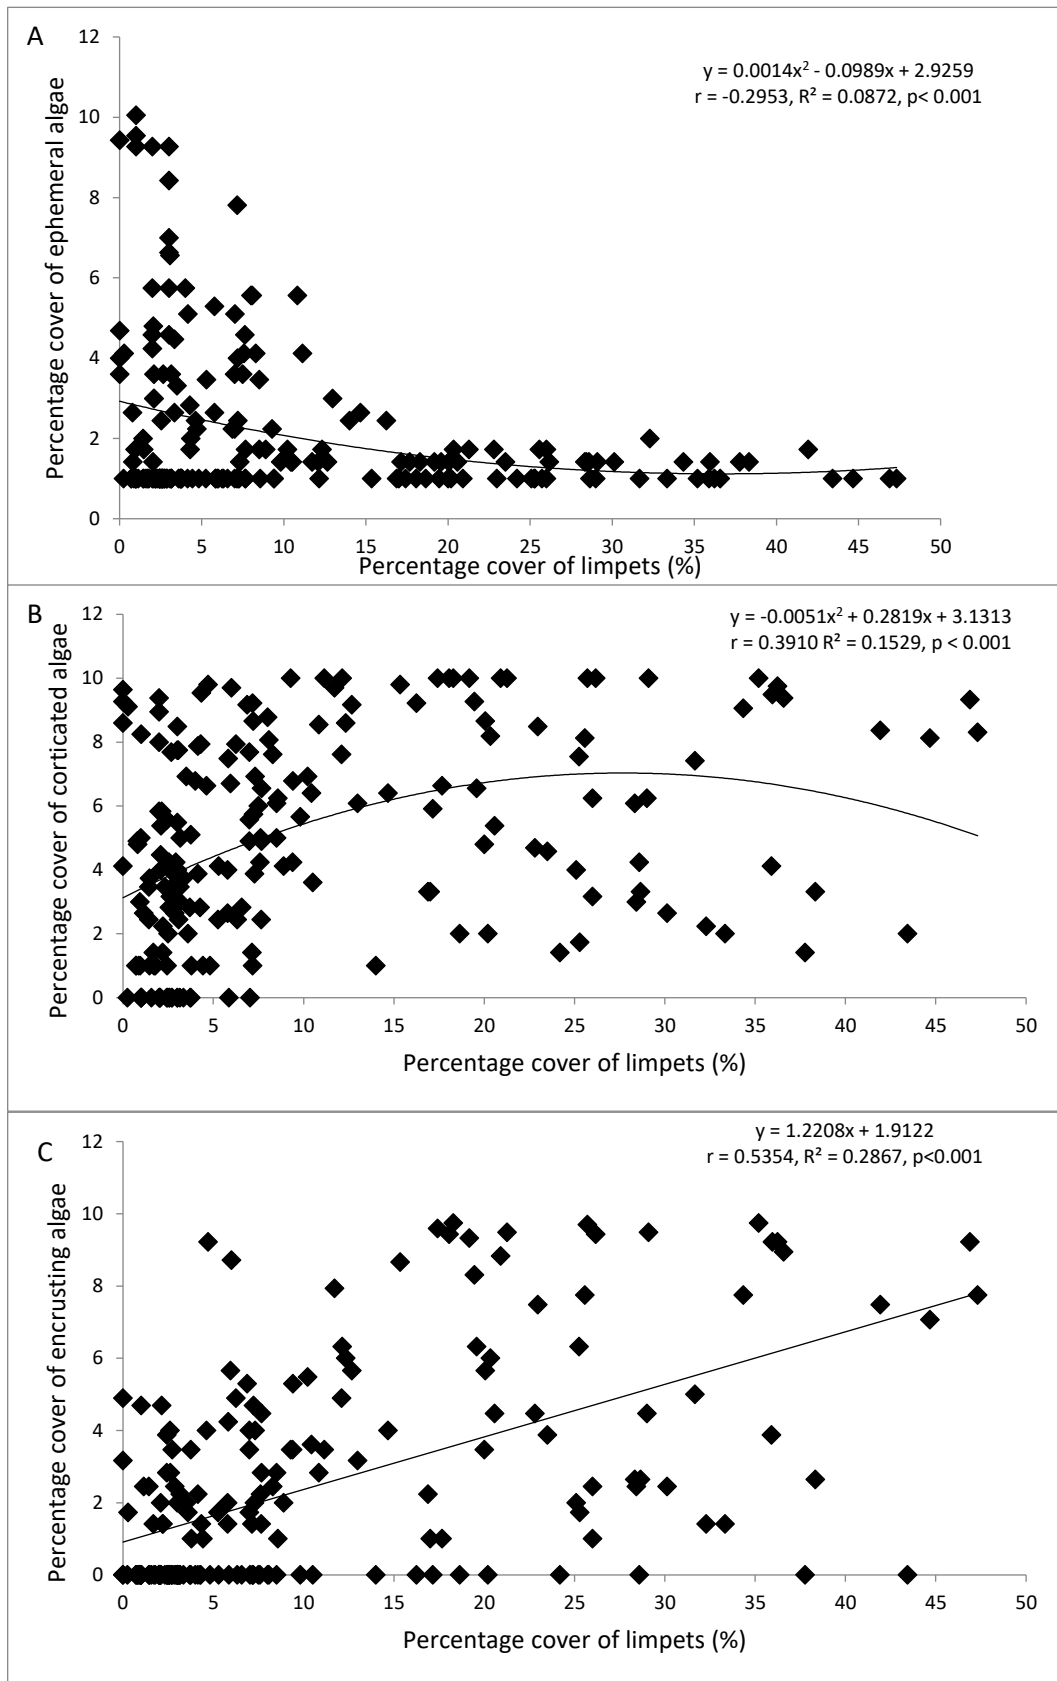 A
y = 0.0014x² - 0.0989x + 2.9259
r = -0.2953, R² = 0.0872, p< 0.001
Percentage cover of ephemeral algae
12
10
8
6
4
2
0
0 5 10 15 20 25 30 35 40 45 50
Percentage cover of limpets (%)
B
y = -0.0051x² + 0.2819x + 3.1313
r = 0.3910 R² = 0.1529, p < 0.001
Percentage cover of corticated algae
12
10
8
6
4
2
0
0 5 10 15 20 25 30 35 40 45 50
Percentage cover of limpets (%)
C
y = 1.2208x + 1.9122
r = 0.5354, R² = 0.2867, p<0.001
Percentage cover of encrusting algae
12
10
8
6
4
2
0
0 5 10 15 20 25 30 35 40 45 50
Percentage cover of limpets (%)